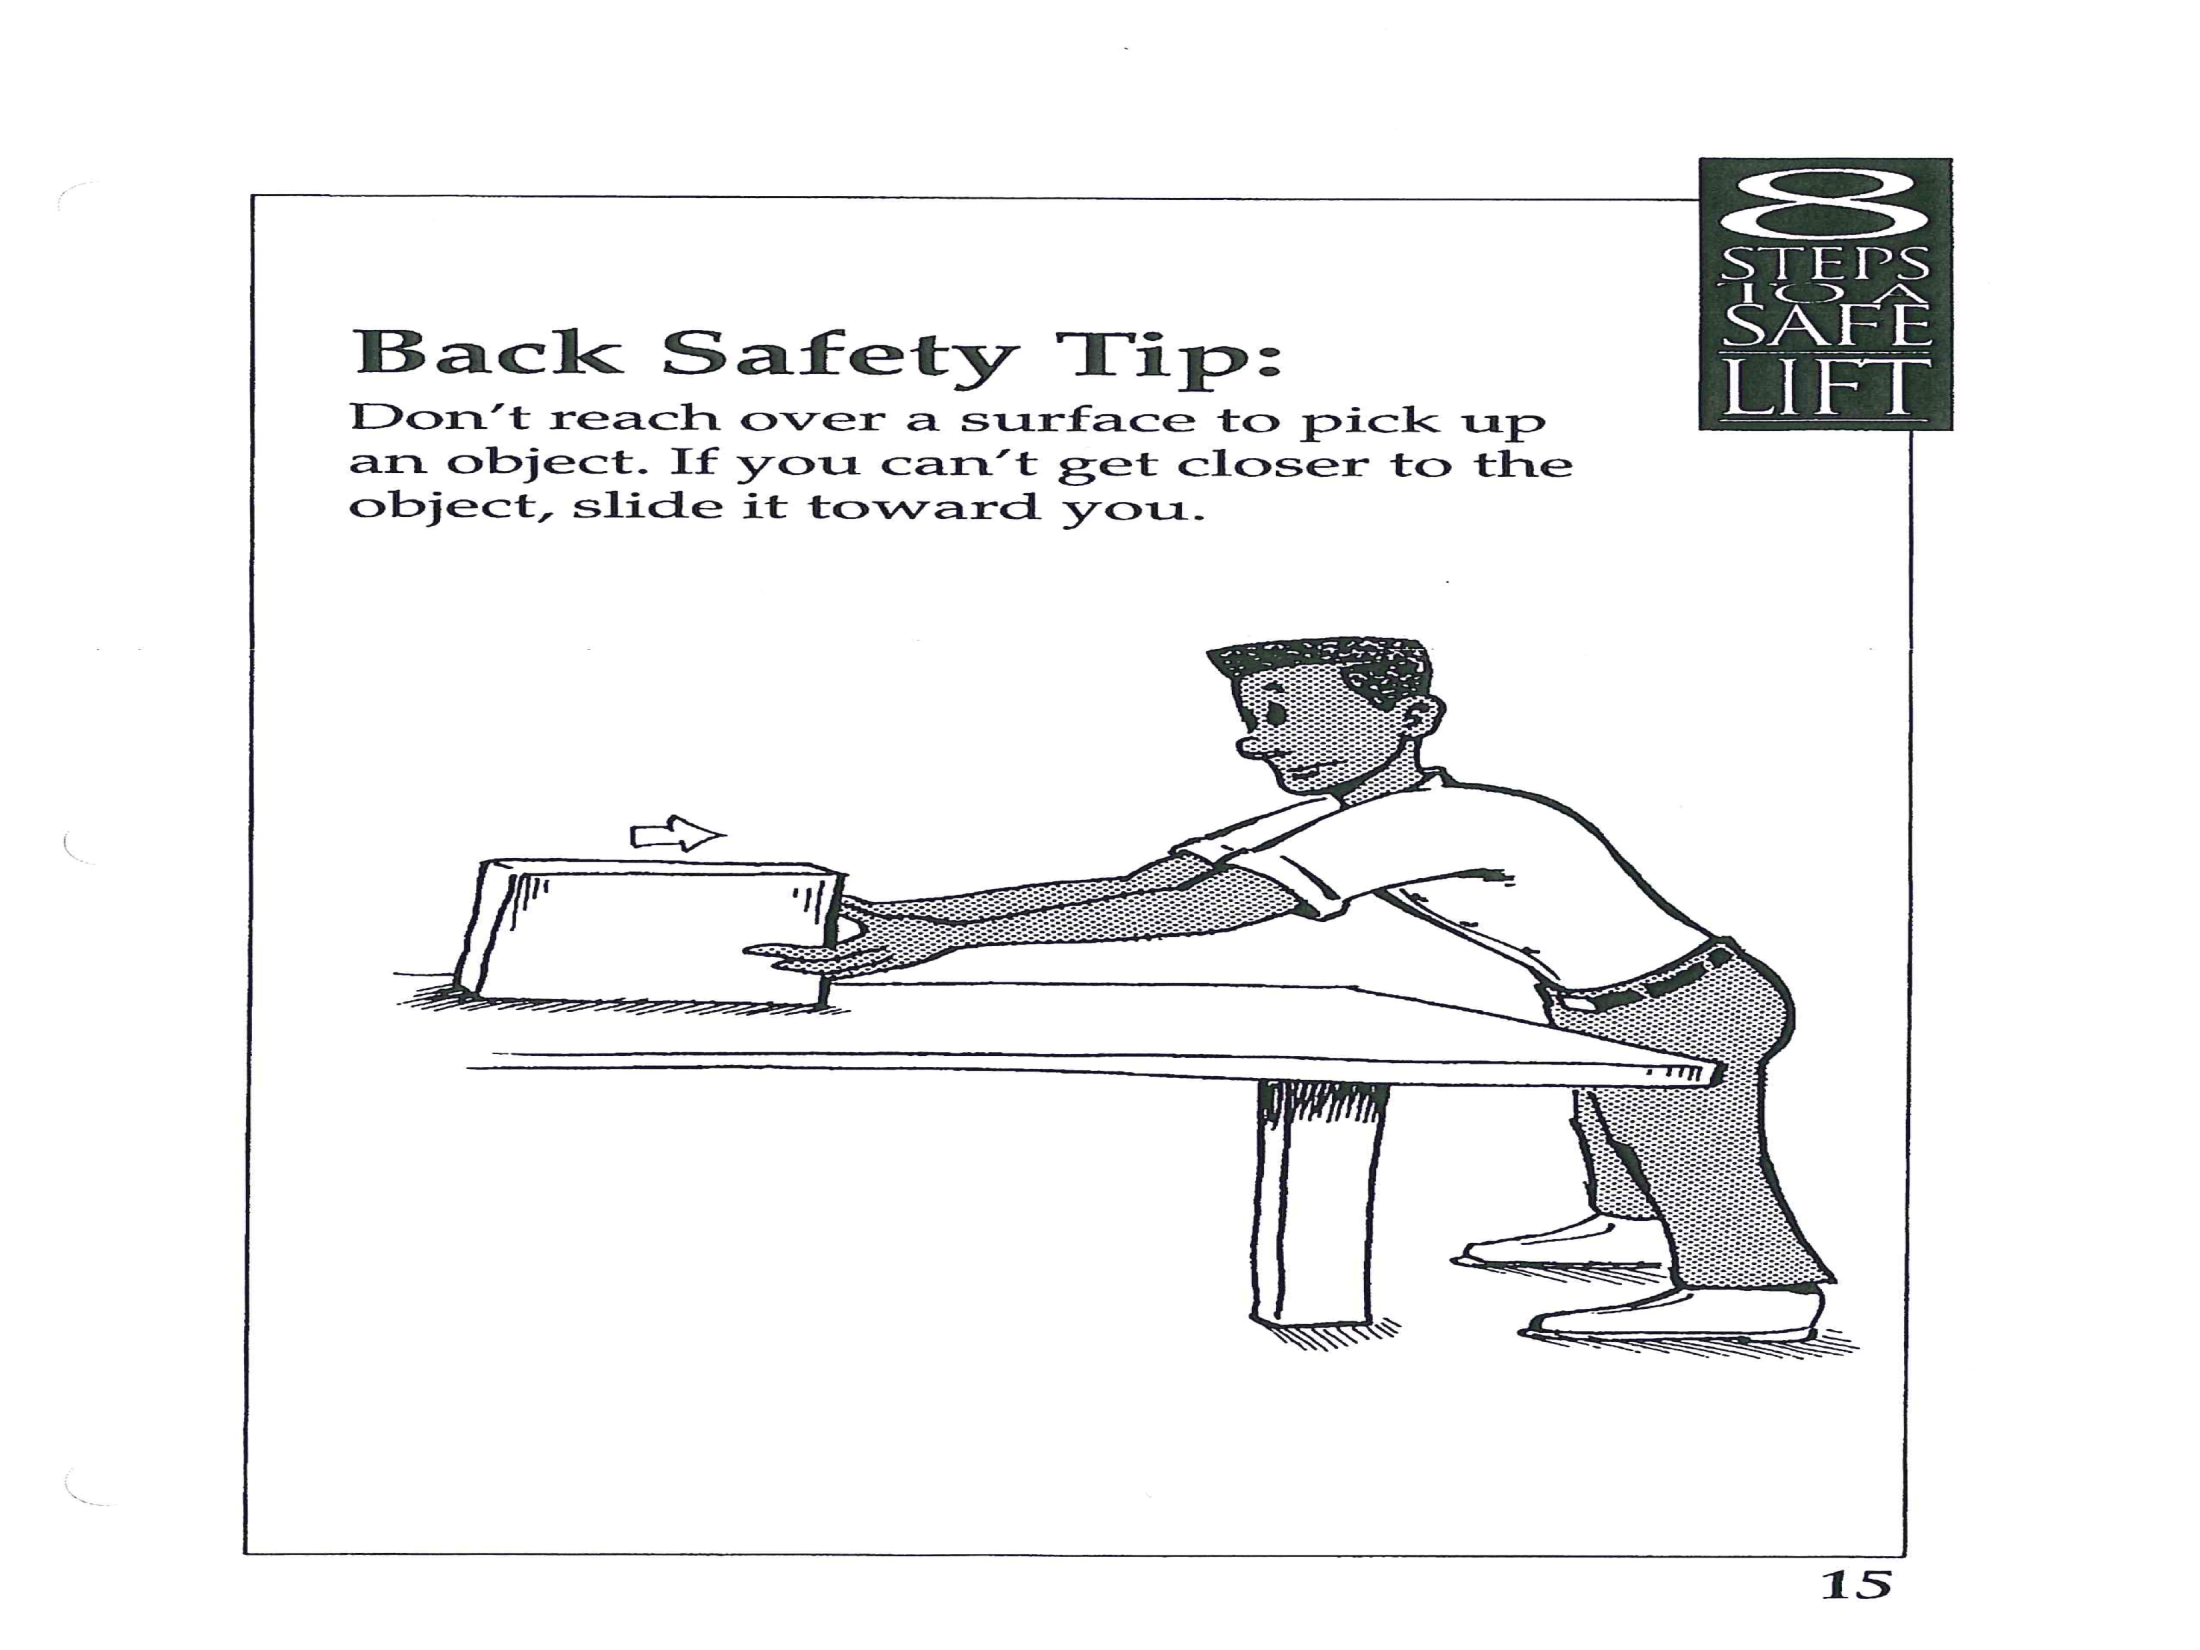 8
STEPS
TO A
SAFE
LIFT
Back Safety Tip:
Don't reach over a surface to pick up
an object. If you can't get closer to the
object, slide it toward you.
15